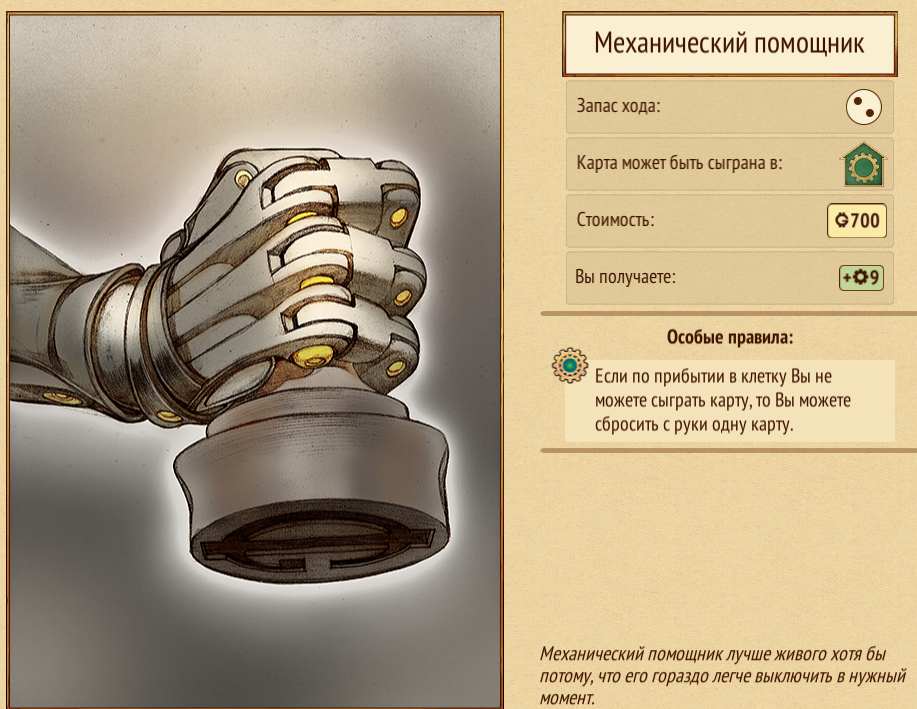 Механический помощник
Запас хода:
Карта может быть сыграна в:
Стоимость: 700
Вы получаете: +9
Особые правила:
Если по прибытии в клетку Вы не
можете сыграть карту, то Вы можете
сбросить с руки одну карту.
Механический помощник лучше живого хотя бы
потому, что его гораздо легче выключить в нужный
момент.